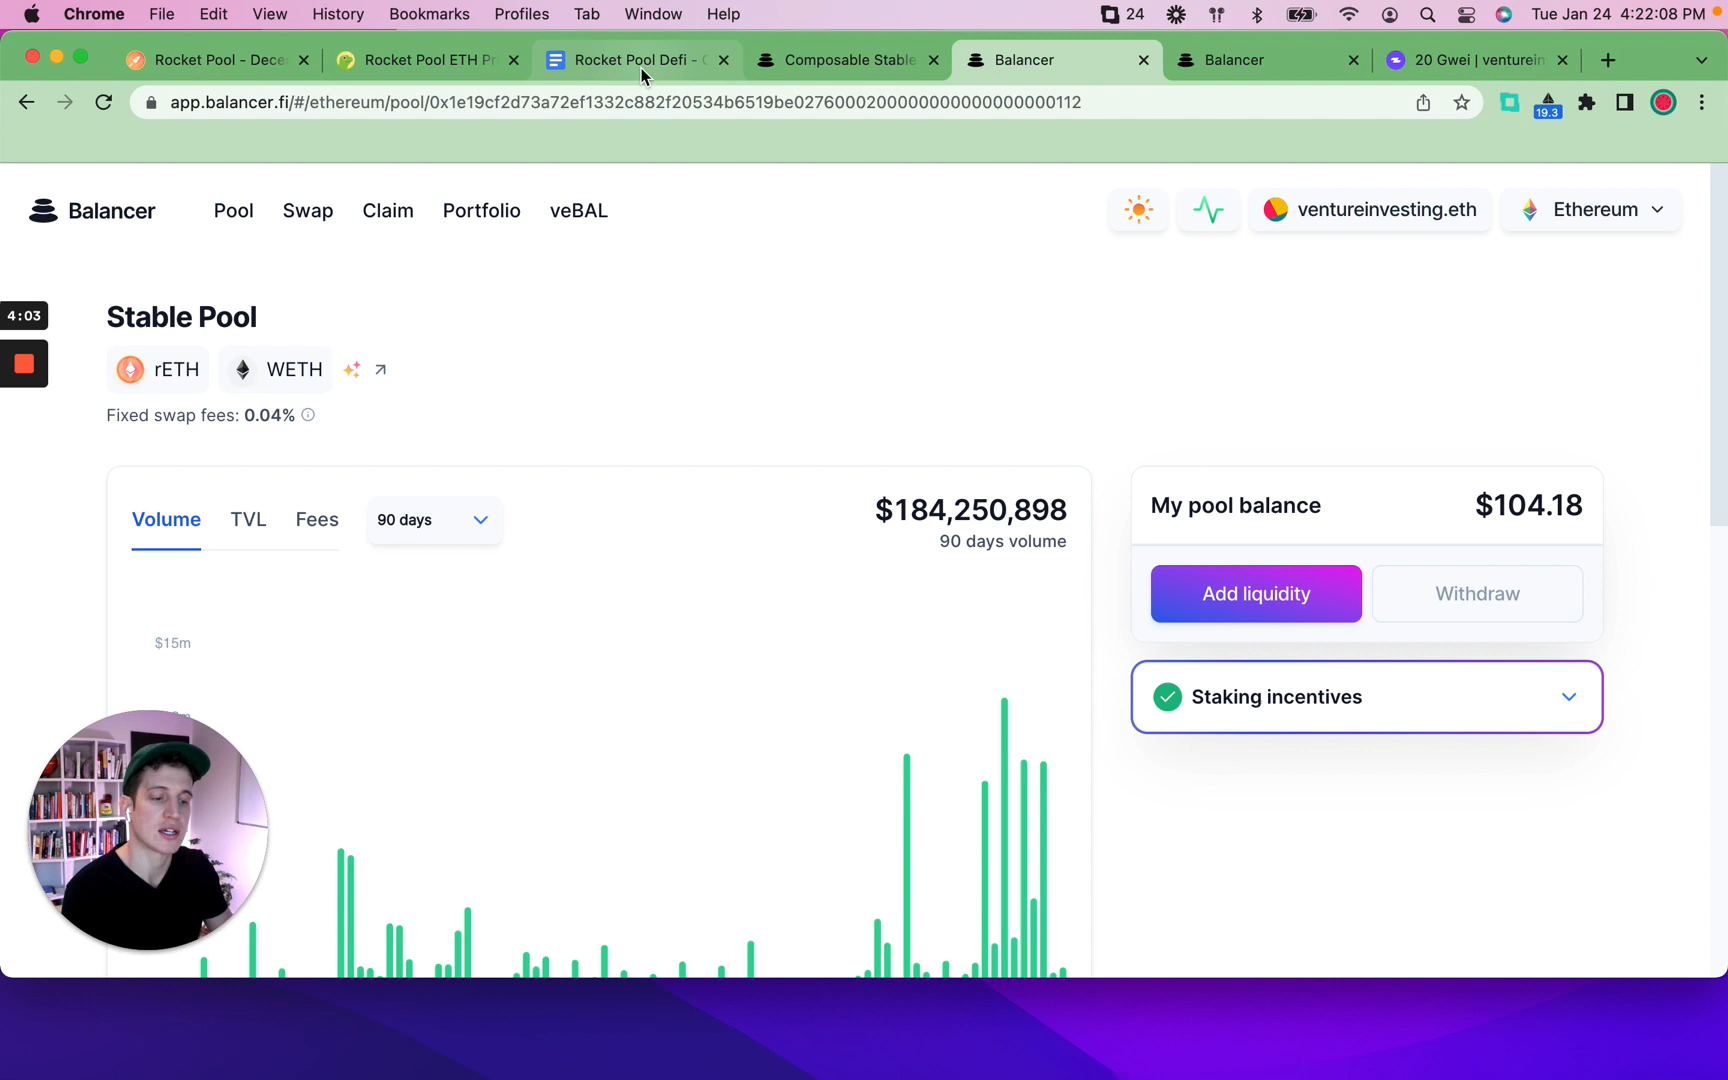 Chrome File Edit View History Bookmarks Profiles Tab Window Help 24 Tue Jan 24 4:22:08 PM
Rocket Pool - Dece Rocket Pool ETH Pr Rocket Pool Defi - Composable Stable Balancer Balancer 20 Gwei | venturein
app.balancer.fi/#/ethereum/pool/0x1e19cf2d73a72ef1332c882f20534b6519be0276000200000000000000000112
19.3
Balancer Pool Swap Claim Portfolio veBAL ventureinvesting.eth Ethereum
4:03
Stable Pool
rETH WETH
Fixed swap fees: 0.04%
Volume TVL Fees 90 days
$184,250,898
90 days volume
$15m
My pool balance $104.18
Add liquidity Withdraw
Staking incentives